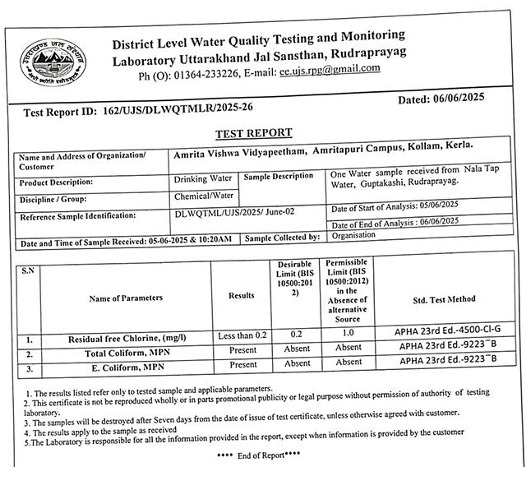 District Level Water Quality Testing and Monitoring
Laboratory Uttarakhand Jal Sansthan, Rudraprayag
Ph (O): 01364-233226, E-mail: ce.ujs.rpg@gmail.com
Test Report ID: 162/UJS/DLWQTMLR/2025-26
Dated: 06/06/2025
TEST REPORT
Name and Address of Organization/ Customer
Amrita Vishwa Vidyapeetham, Amritapuri Campus, Kollam, Kerla.
Product Description: Drinking Water
Sample Description
One Water sample received from Nala Tap
Water, Guptakashi, Rudraprayag.
Discipline / Group: Chemical/Water
Reference Sample Identification: DLWQTML/UJS/2025/ June-02
Date of Start of Analysis: 05/06/2025
Date of End of Analysis : 06/06/2025
Date and Time of Sample Received: 05-06-2025 & 10:20AM
Sample Collected by: Organisation
S.N
Name of Parameters
Results
Desirable
Limit (BIS
10500:201
2)
Permissible
Limit (BIS
10500:2012)
in the
Absence of
alternative
Source
Std. Test Method
1. Residual free Chlorine, (mg/l) Less than 0.2 0.2 1.0 APHA 23rd Ed.-4500-Cl-G
2. Total Coliform, MPN Present Absent Absent APHA 23rd Ed.-9223¯B
3. E. Coliform, MPN Present Absent Absent APHA 23rd Ed.-9223¯B
1. The results listed refer only to tested sample and applicable parameters.
2. This certificate is not be reproduced wholly or in parts promotional publicity or legal purpose without permission of authority of testing
laboratory.
3. The samples will be destroyed after Seven days from the date of issue of test certificate, unless otherwise agreed with customer.
4. The results apply to the sample as received
5.The Laboratory is responsible for all the information provided in the report, except when information is provided by the customer
**** End of Report****